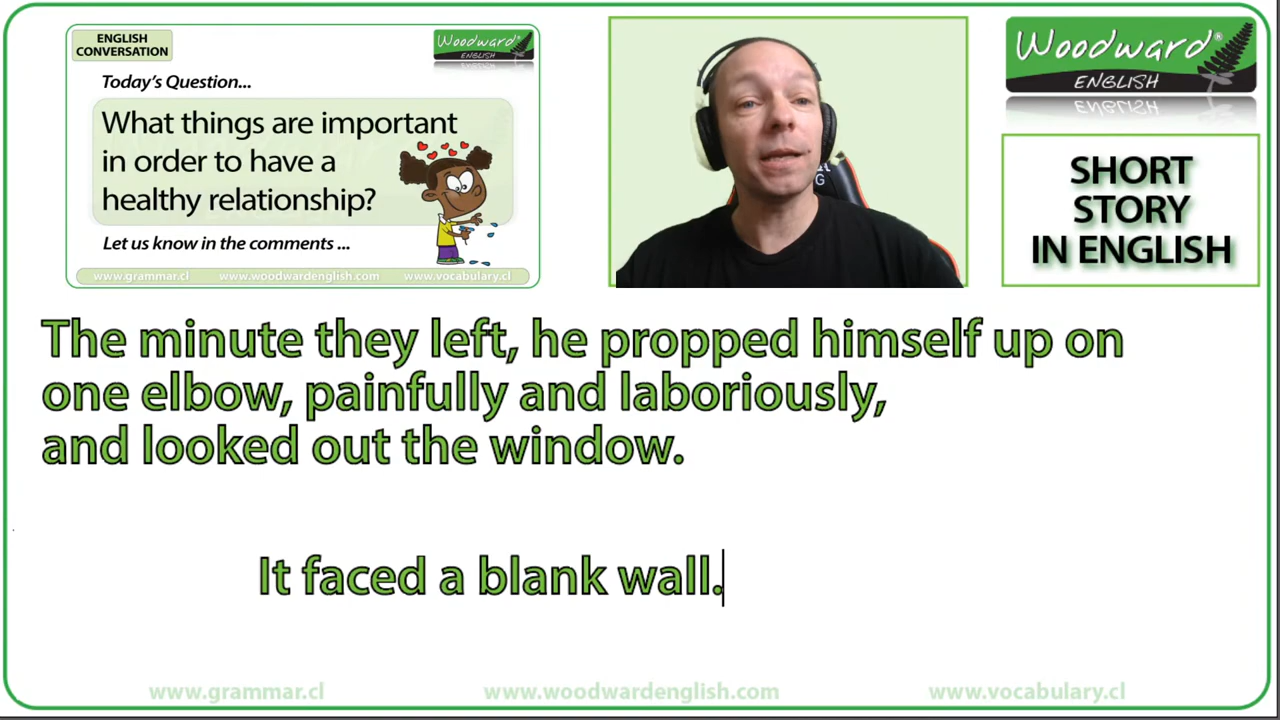 ENGLISH
CONVERSATION
Woodward®
ENGLISH
Today's Question...
What things are important
in order to have a
healthy relationship?
Let us know in the comments ...
www.grammar.cl www.woodwardenglish.com www.vocabulary.cl
Woodward®
ENGLISH
SHORT
STORY
IN ENGLISH
The minute they left, he propped himself up on
one elbow, painfully and laboriously,
and looked out the window.
It faced a blank wall.
www.grammar.cl www.woodwardenglish.com www.vocabulary.cl